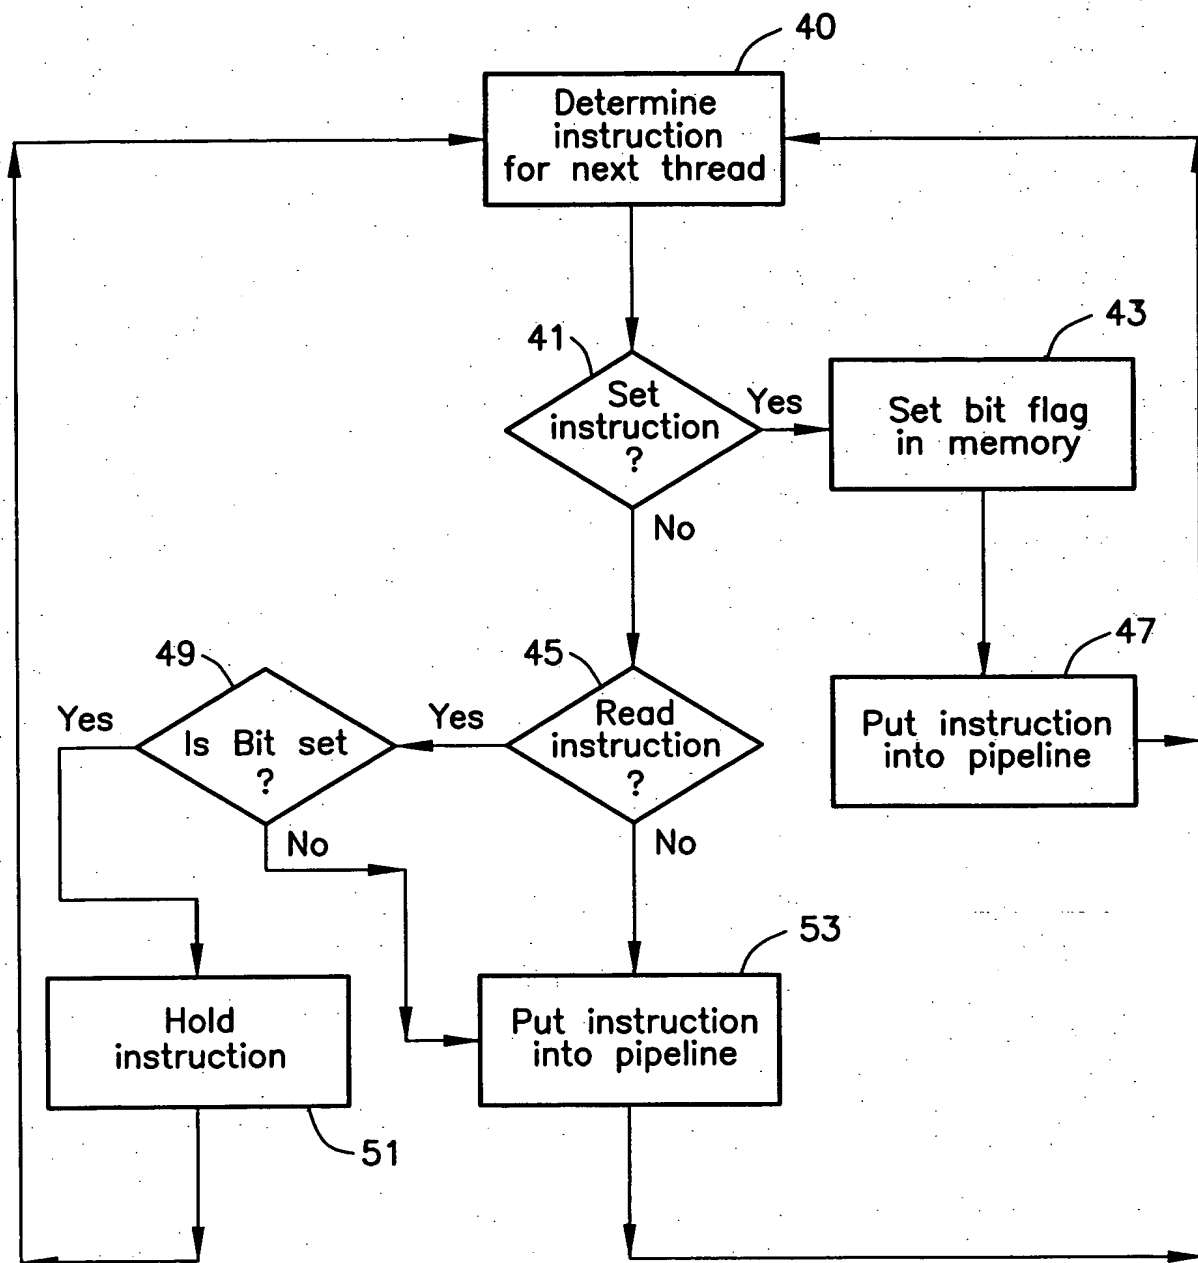 40
Determine
instruction
for next thread
41
Set
instruction
?
Yes
43
Set bit flag
in memory
No
49
Yes
Is Bit set
?
No
45
Yes
Read
instruction
?
No
47
Put instruction
into pipeline
Hold
instruction
51
53
Put instruction
into pipeline